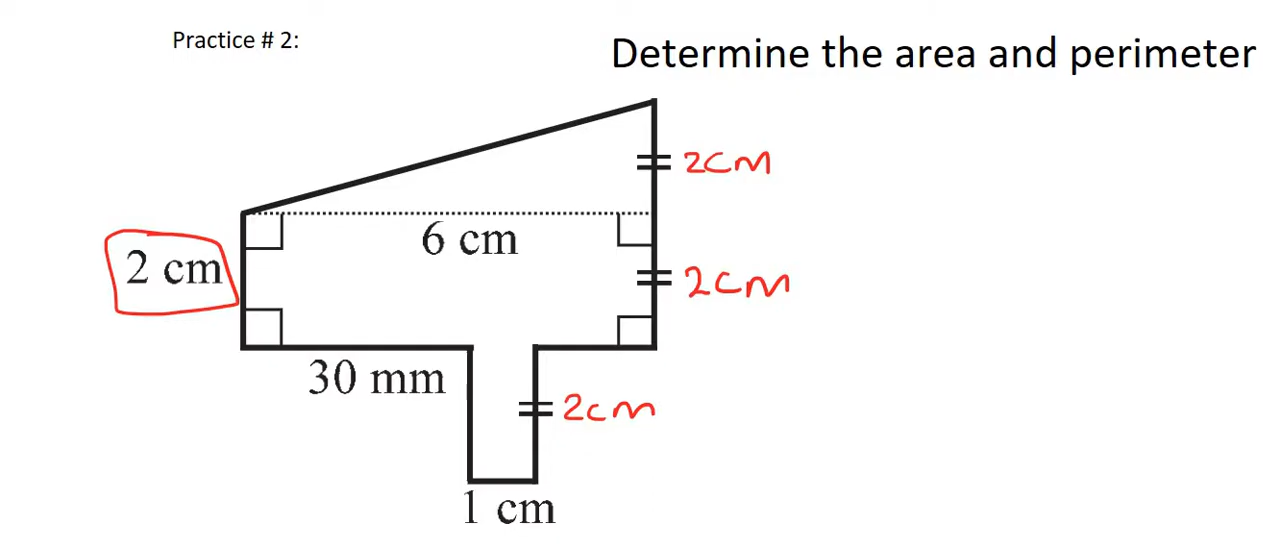 Practice # 2:
Determine the area and perimeter
2cm
6 cm
2 cm
2cm
30 mm
2cm
1 cm